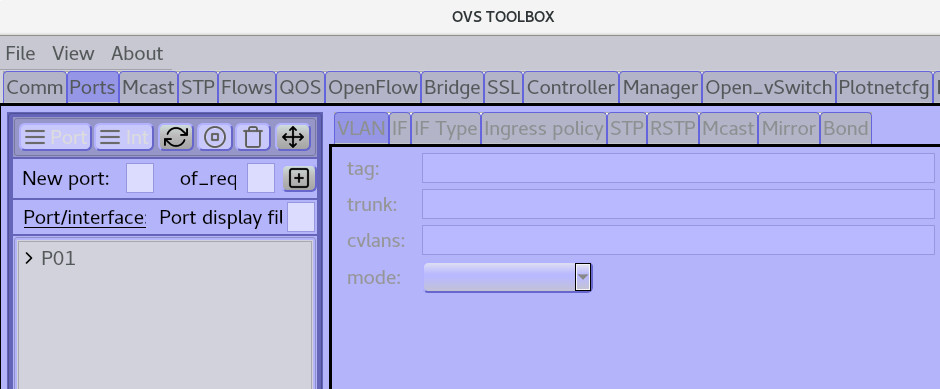 OVS TOOLBOX
File View About
Comm Ports Mcast STP Flows QOS OpenFlow Bridge SSL Controller Manager Open_vSwitch Plotnetcfg
Port Int
VLAN IF IF Type Ingress policy STP RSTP Mcast Mirror Bond
New port: of_req
tag:
trunk:
Port/interface: Port display fil
cvlans:
P01
mode: